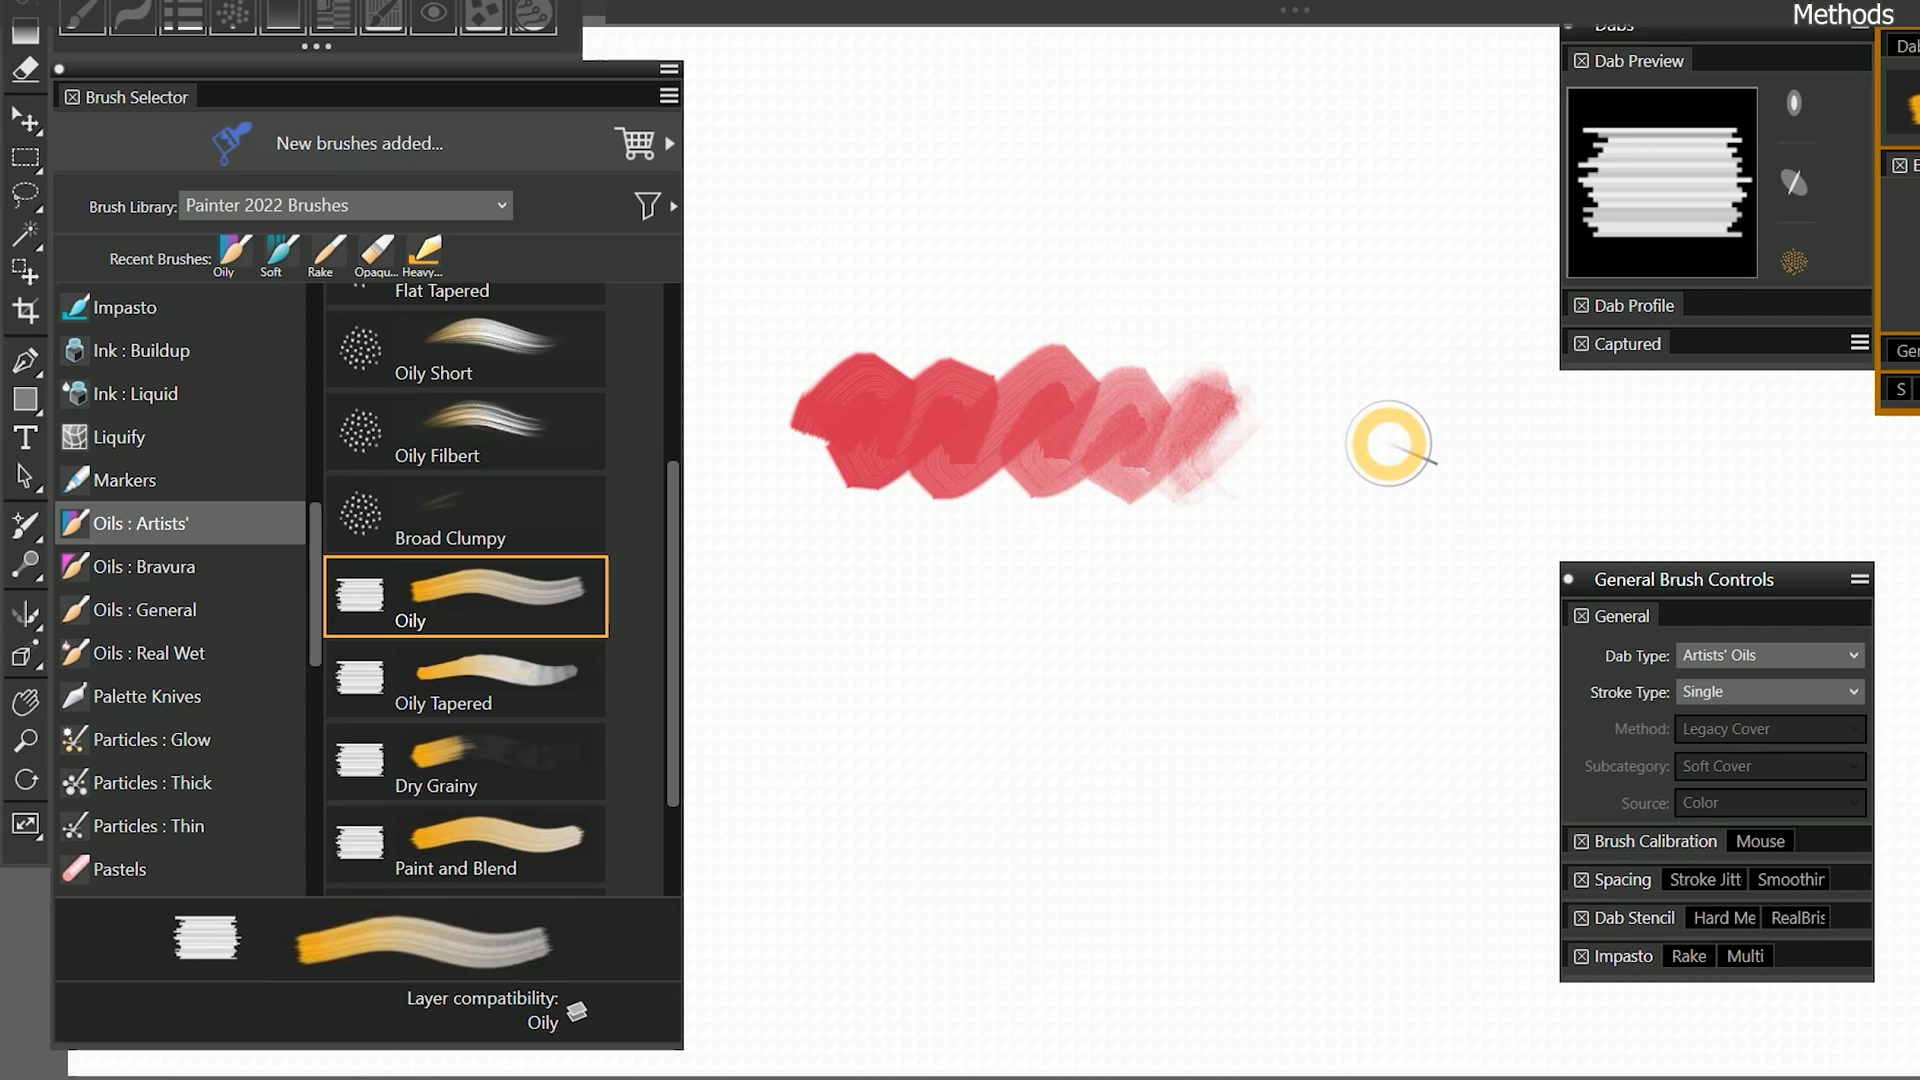 Methods
Dabs
Dab Preview
Brush Selector
New brushes added...
Brush Library: Painter 2022 Brushes
Recent Brushes: Oily Soft Rake Opaqu... Heavy...
Impasto
Ink : Buildup
Ink : Liquid
Liquify
Markers
Oils : Artists'
Oils : Bravura
Oils : General
Oils : Real Wet
Palette Knives
Particles : Glow
Particles : Thick
Particles : Thin
Pastels
Flat Tapered
Oily Short
Oily Filbert
Broad Clumpy
Oily
Oily Tapered
Dry Grainy
Paint and Blend
Layer compatibility:
Oily
Dab Profile
Captured
Dab
E
Ger
S
General Brush Controls
General
Dab Type: Artists' Oils
Stroke Type: Single
Method: Legacy Cover
Subcategory: Soft Cover
Source: Color
Brush Calibration Mouse
Spacing Stroke Jitt Smoothin
Dab Stencil Hard Me RealBris
Impasto Rake Multi